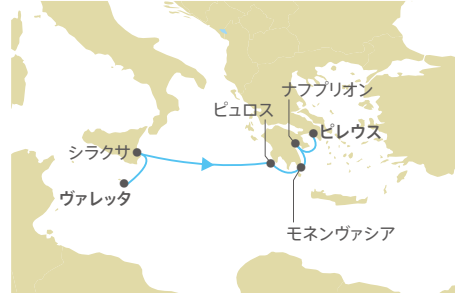 ナフプリオン
ピュロス
ピレウス
シラクサ
ヴァレッタ
モネンヴァシア